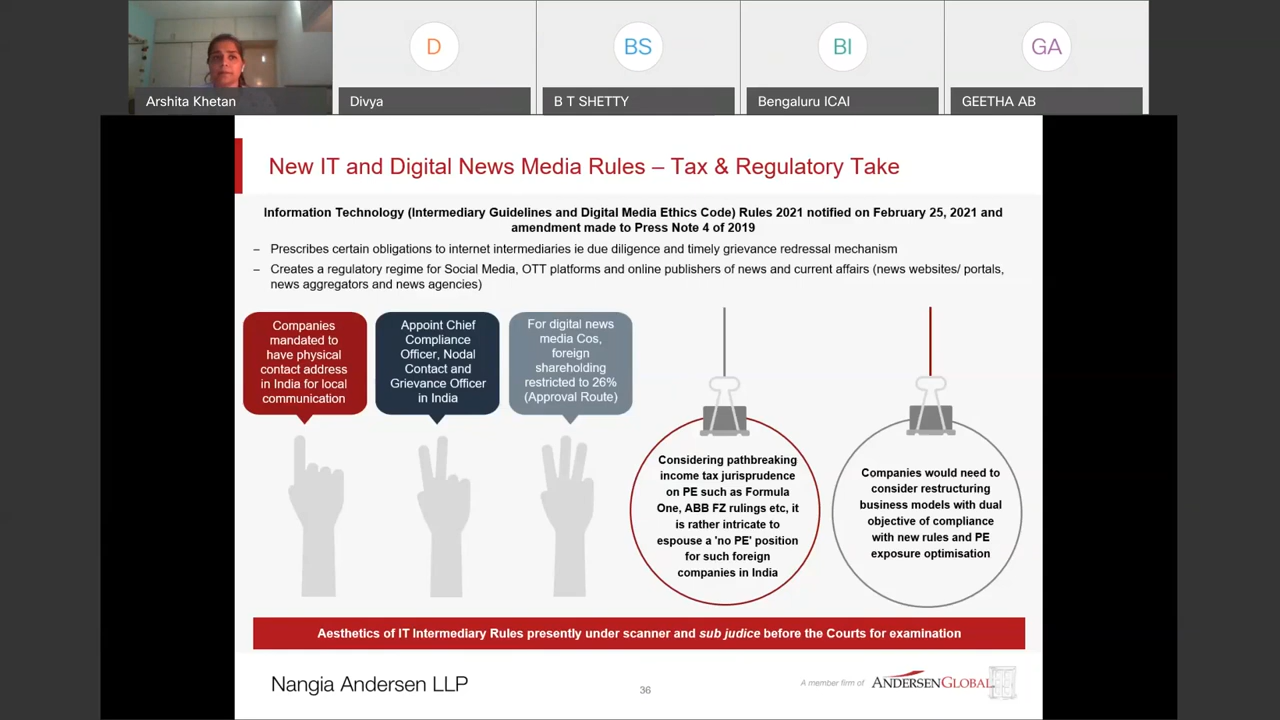 D
BS
BI
GA
Arshita Khetan
Divya
B T SHETTY
Bengaluru ICAI
GEETHA AB
New IT and Digital News Media Rules – Tax & Regulatory Take
Information Technology (Intermediary Guidelines and Digital Media Ethics Code) Rules 2021 notified on February 25, 2021 and
amendment made to Press Note 4 of 2019
– Prescribes certain obligations to internet intermediaries ie due diligence and timely grievance redressal mechanism
– Creates a regulatory regime for Social Media, OTT platforms and online publishers of news and current affairs (news websites/ portals,
news aggregators and news agencies)
Companies
mandated to
have physical
contact address
in India for local
communication
Appoint Chief
Compliance
Officer, Nodal
Contact and
Grievance Officer
in India
For digital news
media Cos,
foreign
shareholding
restricted to 26%
(Approval Route)
Considering pathbreaking
income tax jurisprudence
on PE such as Formula
One, ABB FZ rulings etc, it
is rather intricate to
espouse a 'no PE' position
for such foreign
companies in India
Companies would need to
consider restructuring
business models with dual
objective of compliance
with new rules and PE
exposure optimisation
Aesthetics of IT Intermediary Rules presently under scanner and sub judice before the Courts for examination
Nangia Andersen LLP
36
A member firm of
ANDERSEN GLOBAL